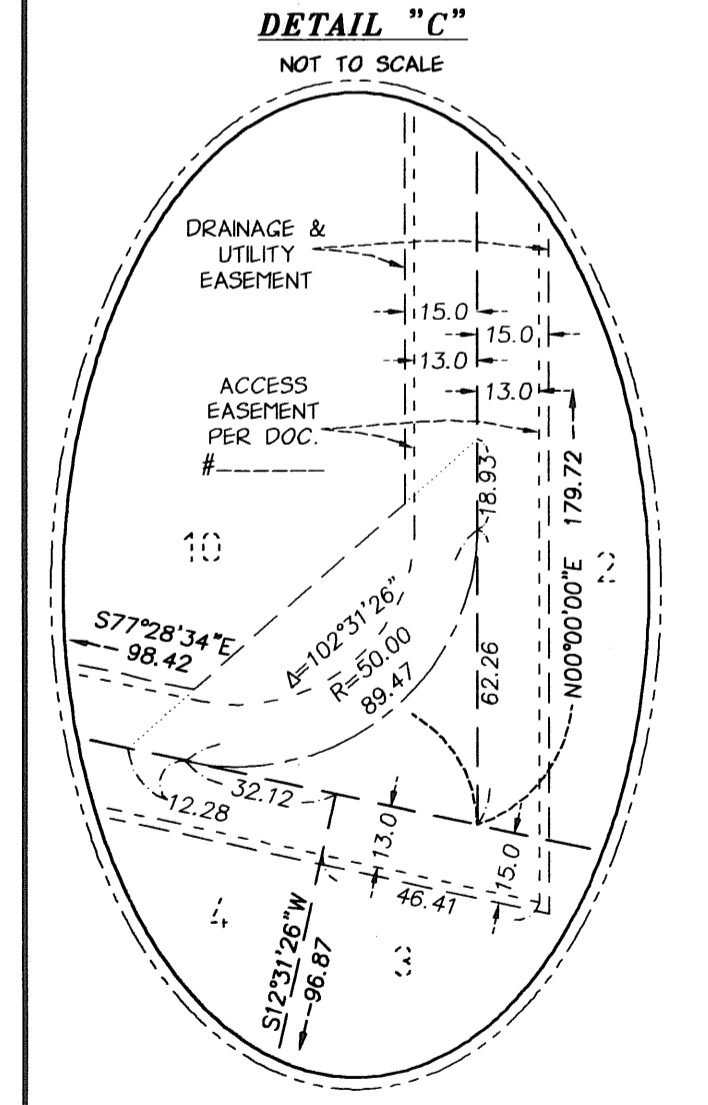 DETAIL "C"
NOT TO SCALE
DRAINAGE &
UTILITY
EASEMENT
15.0
15.0
13.0
13.0
ACCESS
EASEMENT
PER DOC.
#_______
18.93
N00°00'00"E 179.72
10
2
S77°28'34"E
98.42
Δ=102°31'26"
R=50.00
89.47
62.26
32.12
12.28
13.0
15.0
46.41
4
3
S12°31'26"W
96.87